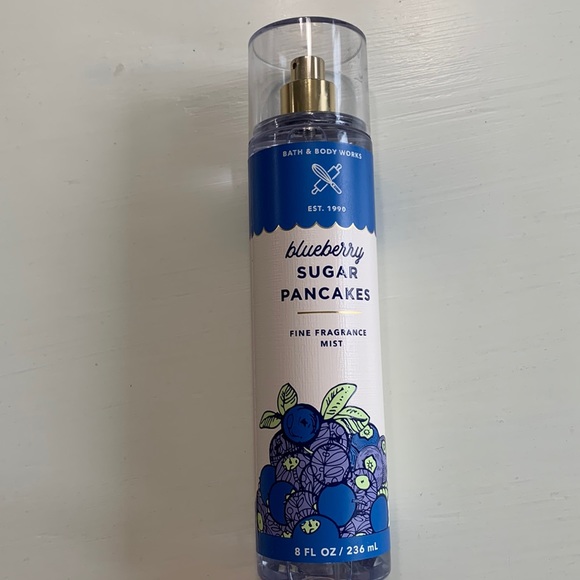 BATH & BODY WORKS
EST. 1990
blueberry
SUGAR
PANCAKES
FINE FRAGRANCE
MIST
8 FL OZ / 236 mL